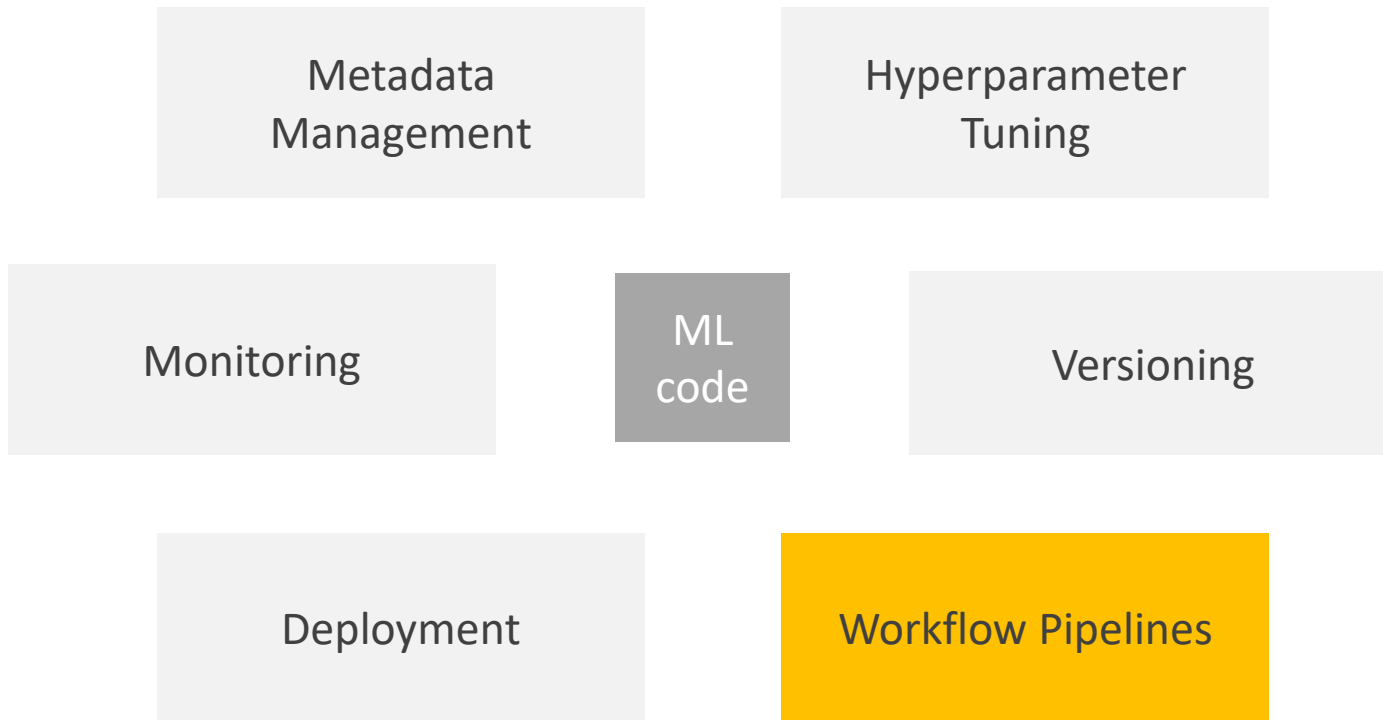 Metadata
Management
Hyperparameter
Tuning
Monitoring
ML
code
Versioning
Deployment
Workflow Pipelines